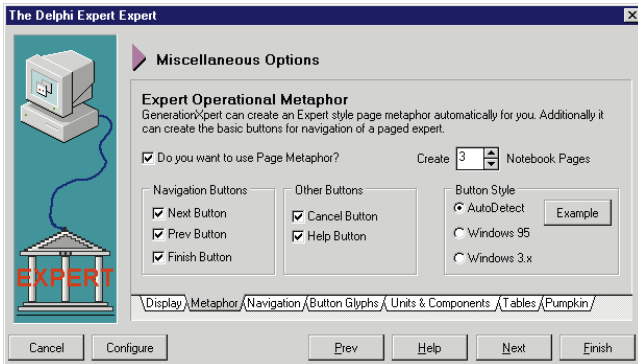 The Delphi Expert Expert
Miscellaneous Options
Expert Operational Metaphor
GenerationXpert can create an Expert style page metaphor automatically for you. Additionally it
can create the basic buttons for navigation of a paged expert.
Do you want to use Page Metaphor? Create 3 Notebook Pages
Navigation Buttons Other Buttons Button Style
Next Button
Prev Button
Finish Button
Cancel Button
Help Button
AutoDetect
Windows 95
Windows 3.x
Example
EXPERT
Display Metaphor Navigation Button Glyphs Units & Components Tables Pumpkin
Cancel Configure Prev Help Next Finish